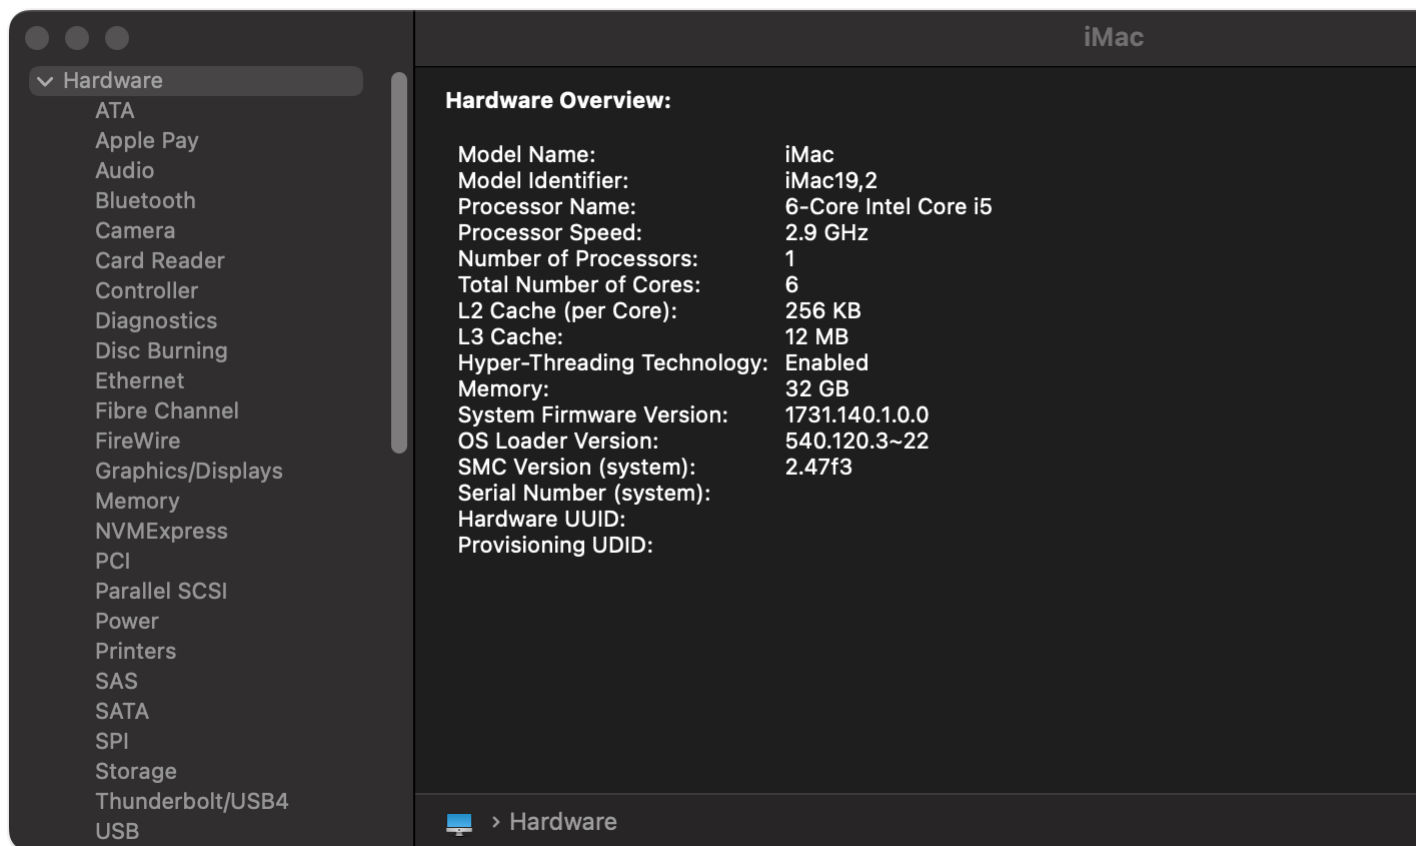 iMac
Hardware
ATA
Apple Pay
Audio
Bluetooth
Camera
Card Reader
Controller
Diagnostics
Disc Burning
Ethernet
Fibre Channel
FireWire
Graphics/Displays
Memory
NVMExpress
PCI
Parallel SCSI
Power
Printers
SAS
SATA
SPI
Storage
Thunderbolt/USB4
USB
Hardware Overview:
Model Name: iMac
Model Identifier: iMac19,2
Processor Name: 6-Core Intel Core i5
Processor Speed: 2.9 GHz
Number of Processors: 1
Total Number of Cores: 6
L2 Cache (per Core): 256 KB
L3 Cache: 12 MB
Hyper-Threading Technology: Enabled
Memory: 32 GB
System Firmware Version: 1731.140.1.0.0
OS Loader Version: 540.120.3~22
SMC Version (system): 2.47f3
Serial Number (system):
Hardware UUID:
Provisioning UDID:
› Hardware